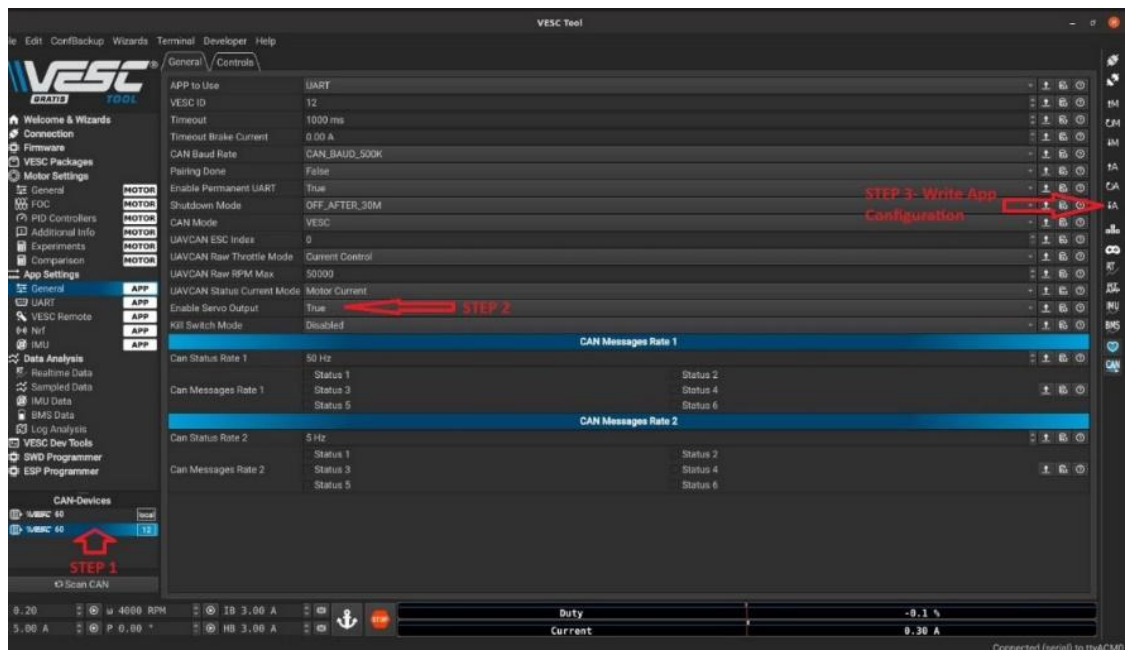 VESC Tool
le Edit ConfBackup Wizards Terminal Developer Help
VESC
GRATIS TOOL
Welcome & Wizards
Connection
Firmware
VESC Packages
Motor Settings
General MOTOR
FOC MOTOR
PID Controllers MOTOR
Additional Info MOTOR
Experiments MOTOR
Comparison MOTOR
App Settings
General APP
UART APP
VESC Remote APP
Nrf APP
IMU APP
Data Analysis
Realtime Data
Sampled Data
IMU Data
BMS Data
Log Analysis
VESC Dev Tools
SWD Programmer
ESP Programmer
CAN-Devices
VESC 60 local
VESC 60 12
STEP 1
Scan CAN
General Controls
APP to Use UART
VESC ID 12
Timeout 1000 ms
Timeout Brake Current 0.00 A
CAN Baud Rate CAN_BAUD_500K
Pairing Done False
Enable Permanent UART True
Shutdown Mode OFF_AFTER_30M
CAN Mode VESC
UAVCAN ESC Index 0
UAVCAN Raw Throttle Mode Current Control
UAVCAN Raw RPM Max 50000
UAVCAN Status Current Mode Motor Current
Enable Servo Output True
STEP 2
Kill Switch Mode Disabled
STEP 3- Write App
Configuration
CAN Messages Rate 1
Can Status Rate 1 50 Hz
Can Messages Rate 1
Status 1 Status 2
Status 3 Status 4
Status 5 Status 6
CAN Messages Rate 2
Can Status Rate 2 5 Hz
Can Messages Rate 2
Status 1 Status 2
Status 3 Status 4
Status 5 Status 6
A
IMU
BMS
CAN
0.20 ω 4000 RPM IB 3.00 A
5.00 A P 0.00 ° HB 3.00 A
STOP
Duty -0.1 %
Current 0.30 A
Connected (serial) to ttyACM0